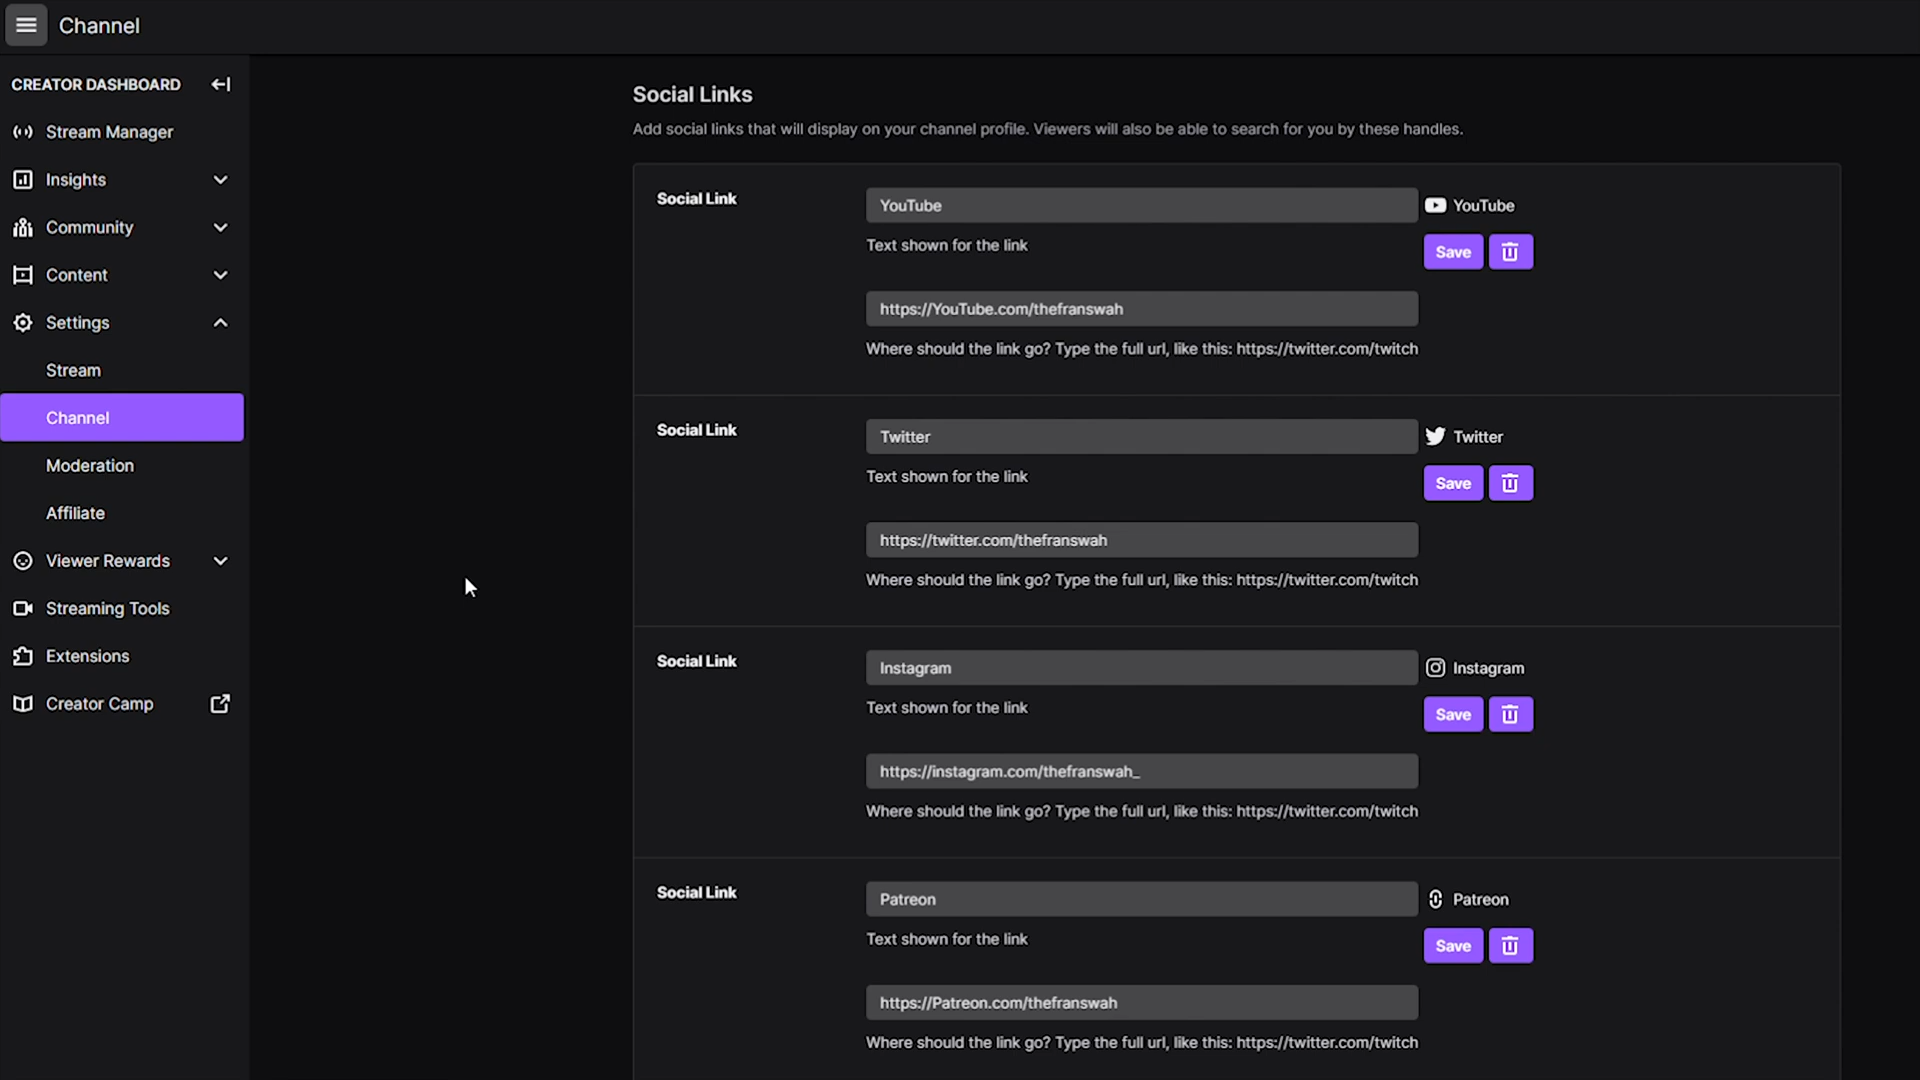 Channel
CREATOR DASHBOARD
Stream Manager
Insights
Community
Content
Settings
Stream
Channel
Moderation
Affiliate
Viewer Rewards
Streaming Tools
Extensions
Creator Camp
Social Links
Add social links that will display on your channel profile. Viewers will also be able to search for you by these handles.
Social Link
YouTube
YouTube
Text shown for the link
Save
https://YouTube.com/thefranswah
Where should the link go? Type the full url, like this: https://twitter.com/twitch
Social Link
Twitter
Twitter
Text shown for the link
Save
https://twitter.com/thefranswah
Where should the link go? Type the full url, like this: https://twitter.com/twitch
Social Link
Instagram
Instagram
Text shown for the link
Save
https://instagram.com/thefranswah_
Where should the link go? Type the full url, like this: https://twitter.com/twitch
Social Link
Patreon
Patreon
Text shown for the link
Save
https://Patreon.com/thefranswah
Where should the link go? Type the full url, like this: https://twitter.com/twitch